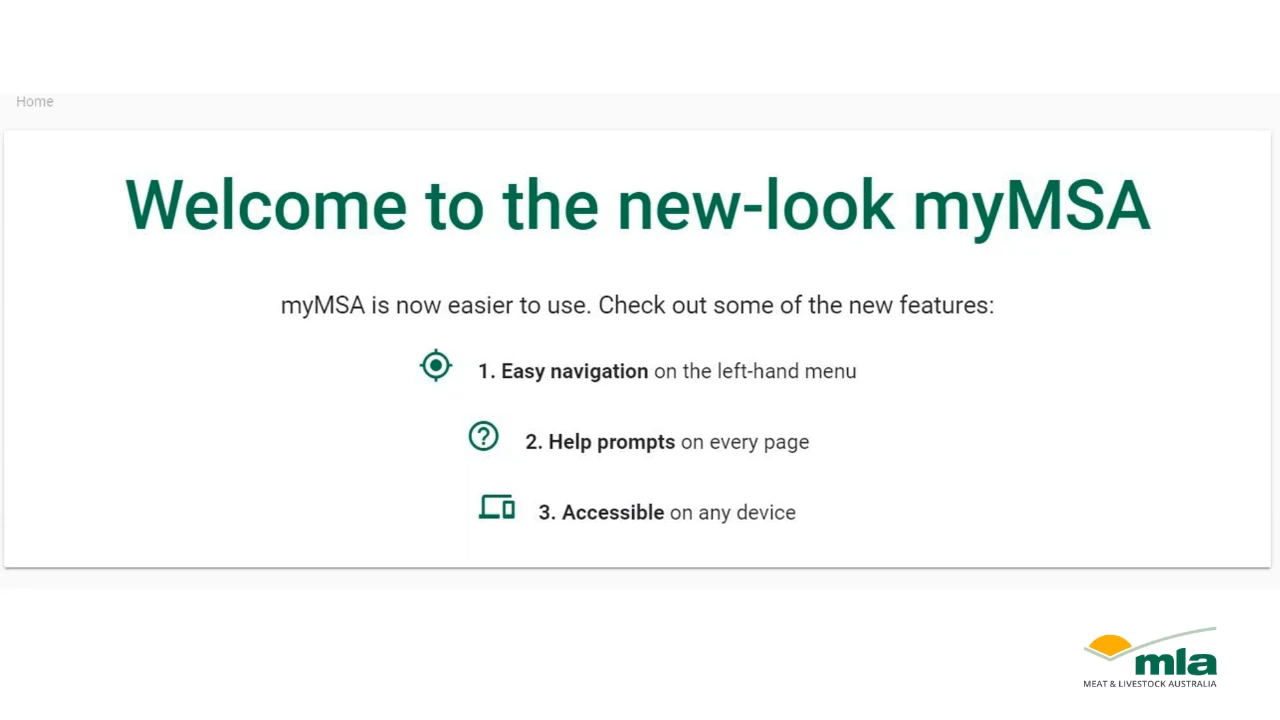 Home
Welcome to the new-look myMSA
myMSA is now easier to use. Check out some of the new features:
1. Easy navigation on the left-hand menu
2. Help prompts on every page
3. Accessible on any device
mla
MEAT & LIVESTOCK AUSTRALIA